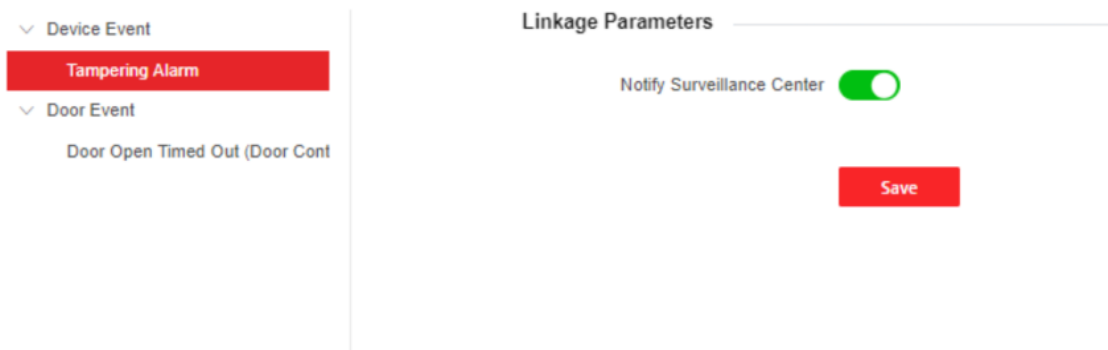 Device Event
Tampering Alarm
Door Event
Door Open Timed Out (Door Cont
Linkage Parameters
Notify Surveillance Center
Save